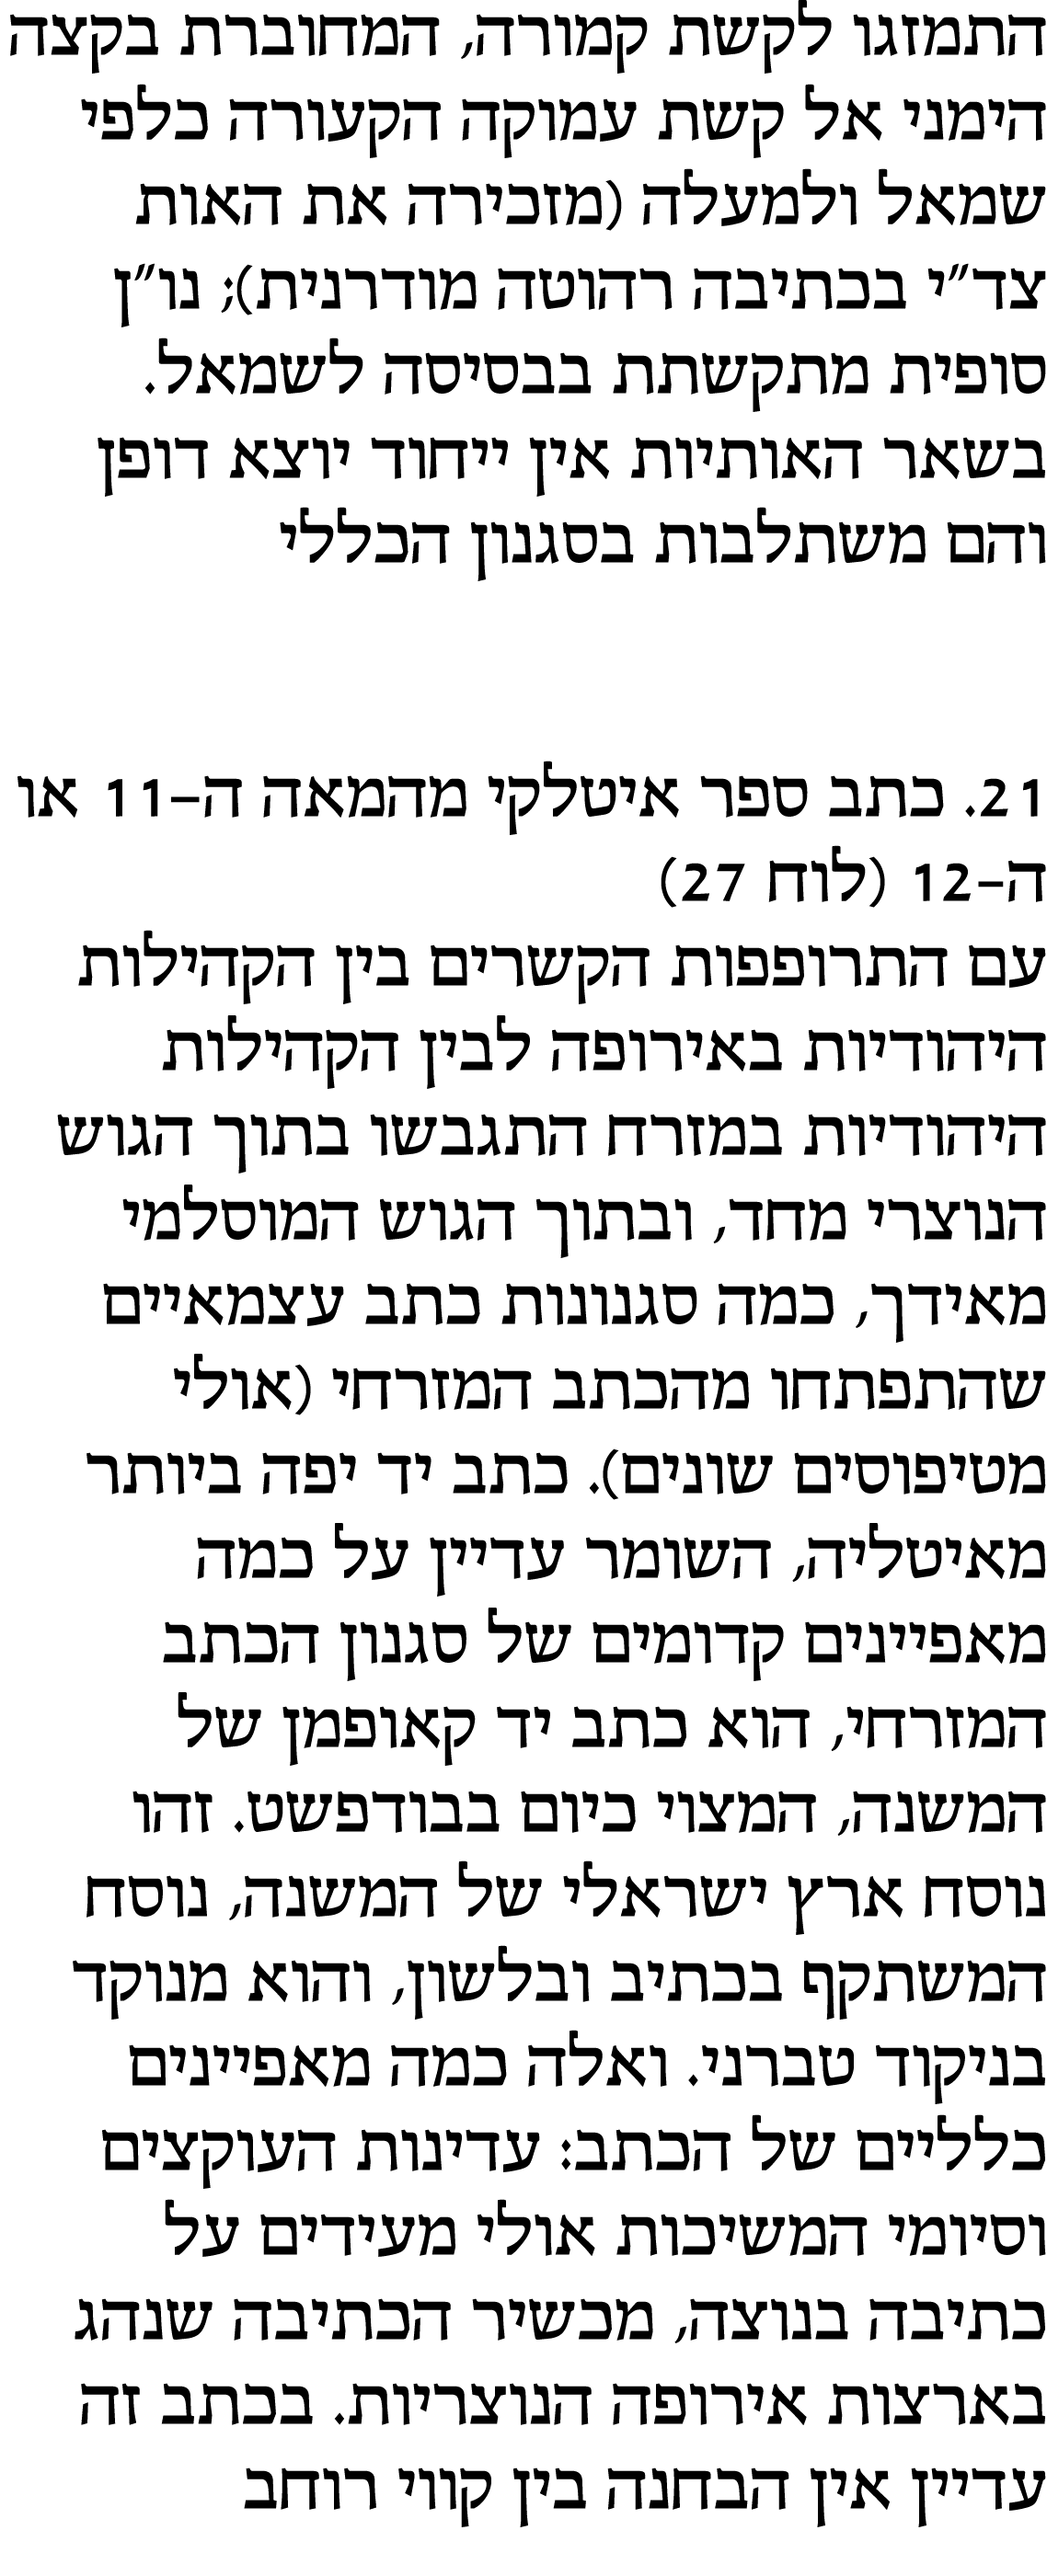 התמזגו לקשת קמורה, המחוברת בקצה
הימני אל קשת עמוקה הקעורה כלפי
שמאל ולמעלה (מזכירה את האות
צד״י בכתיבה רהוטה מודרנית); נו״ן
סופית מתקשתת בבסיסה לשמאל.
בשאר האותיות אין ייחוד יוצא דופן
והם משתלבות בסגנון הכללי
21. כתב ספר איטלקי מהמאה ה-11 או
ה-12 (לוח 27)
עם התרופפות הקשרים בין הקהילות
היהודיות באירופה לבין הקהילות
היהודיות במזרח התגבשו בתוך הגוש
הנוצרי מחד, ובתוך הגוש המוסלמי
מאידך, כמה סגנונות כתב עצמאיים
שהתפתחו מהכתב המזרחי (אולי
מטיפוסים שונים). כתב יד יפה ביותר
מאיטליה, השומר עדיין על כמה
מאפיינים קדומים של סגנון הכתב
המזרחי, הוא כתב יד קאופמן של
המשנה, המצוי כיום בבודפשט. זהו
נוסח ארץ ישראלי של המשנה, נוסח
המשתקף בכתיב ובלשון, והוא מנוקד
בניקוד טברני. ואלה כמה מאפיינים
כלליים של הכתב: עדינות העוקצים
וסיומי המשיכות אולי מעידים על
כתיבה בנוצה, מכשיר הכתיבה שנהג
בארצות אירופה הנוצריות. בכתב זה
עדיין אין הבחנה בין קווי רוחב